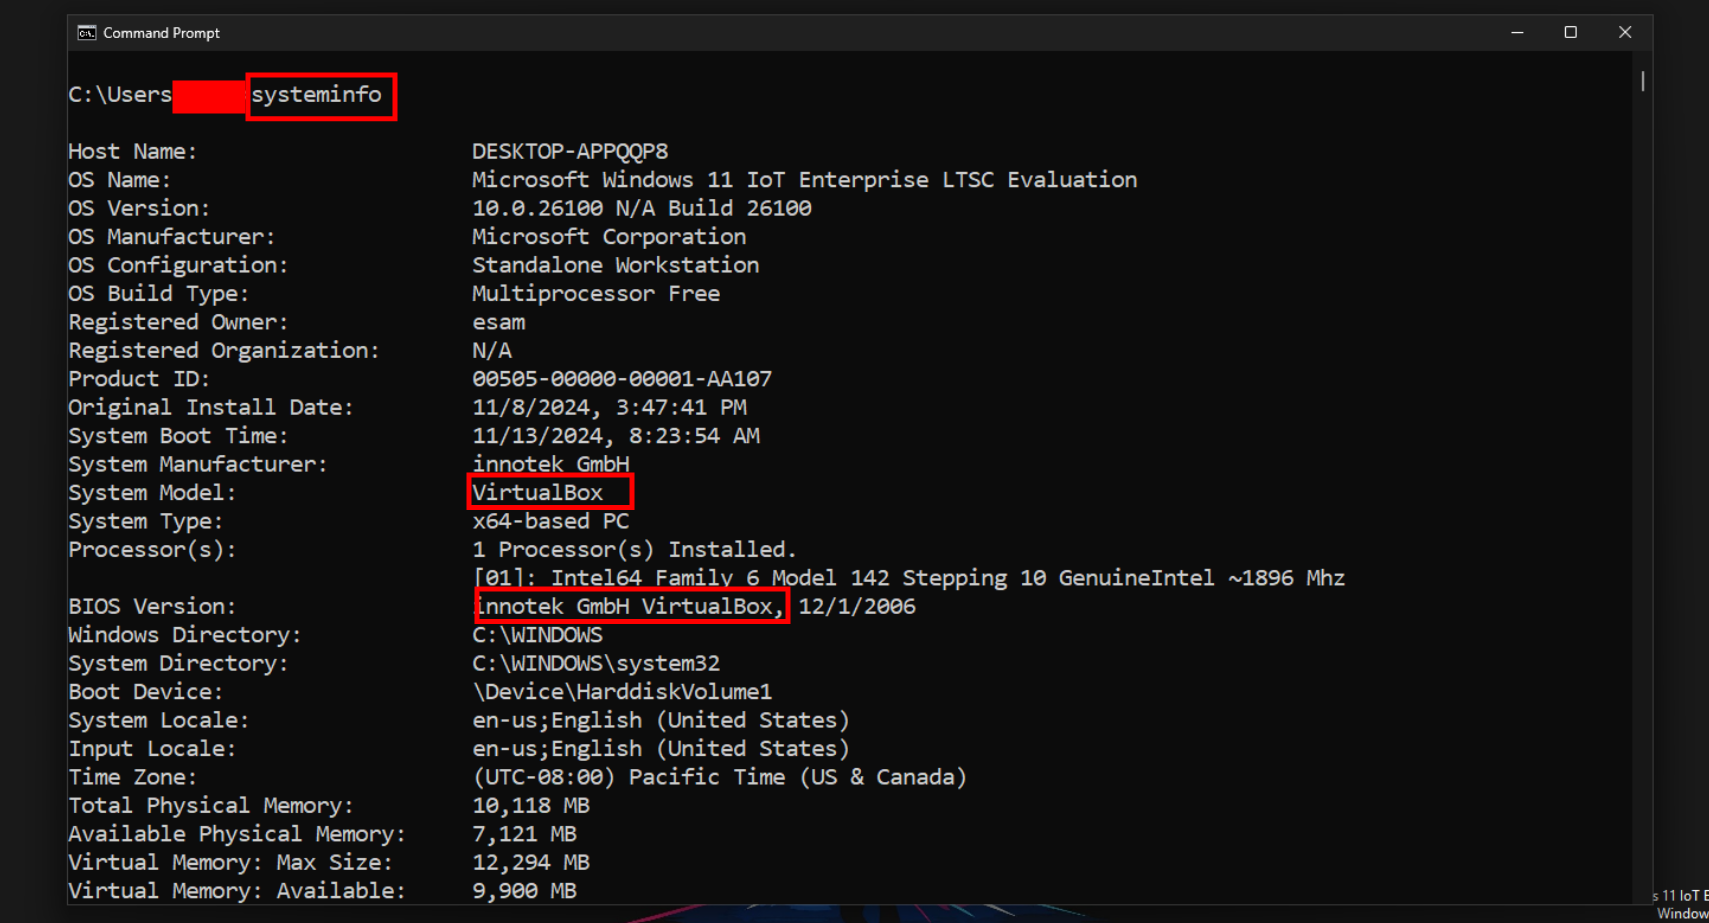 Command Prompt
C:\Users systeminfo
Host Name: DESKTOP-APPQQP8
OS Name: Microsoft Windows 11 IoT Enterprise LTSC Evaluation
OS Version: 10.0.26100 N/A Build 26100
OS Manufacturer: Microsoft Corporation
OS Configuration: Standalone Workstation
OS Build Type: Multiprocessor Free
Registered Owner: esam
Registered Organization: N/A
Product ID: 00505-00000-00001-AA107
Original Install Date: 11/8/2024, 3:47:41 PM
System Boot Time: 11/13/2024, 8:23:54 AM
System Manufacturer: innotek GmbH
System Model: VirtualBox
System Type: x64-based PC
Processor(s): 1 Processor(s) Installed.
[01]: Intel64 Family 6 Model 142 Stepping 10 GenuineIntel ~1896 Mhz
BIOS Version: innotek GmbH VirtualBox, 12/1/2006
Windows Directory: C:\WINDOWS
System Directory: C:\WINDOWS\system32
Boot Device: \Device\HarddiskVolume1
System Locale: en-us;English (United States)
Input Locale: en-us;English (United States)
Time Zone: (UTC-08:00) Pacific Time (US & Canada)
Total Physical Memory: 10,118 MB
Available Physical Memory: 7,121 MB
Virtual Memory: Max Size: 12,294 MB
Virtual Memory: Available: 9,900 MB
s 11 IoT E
Window